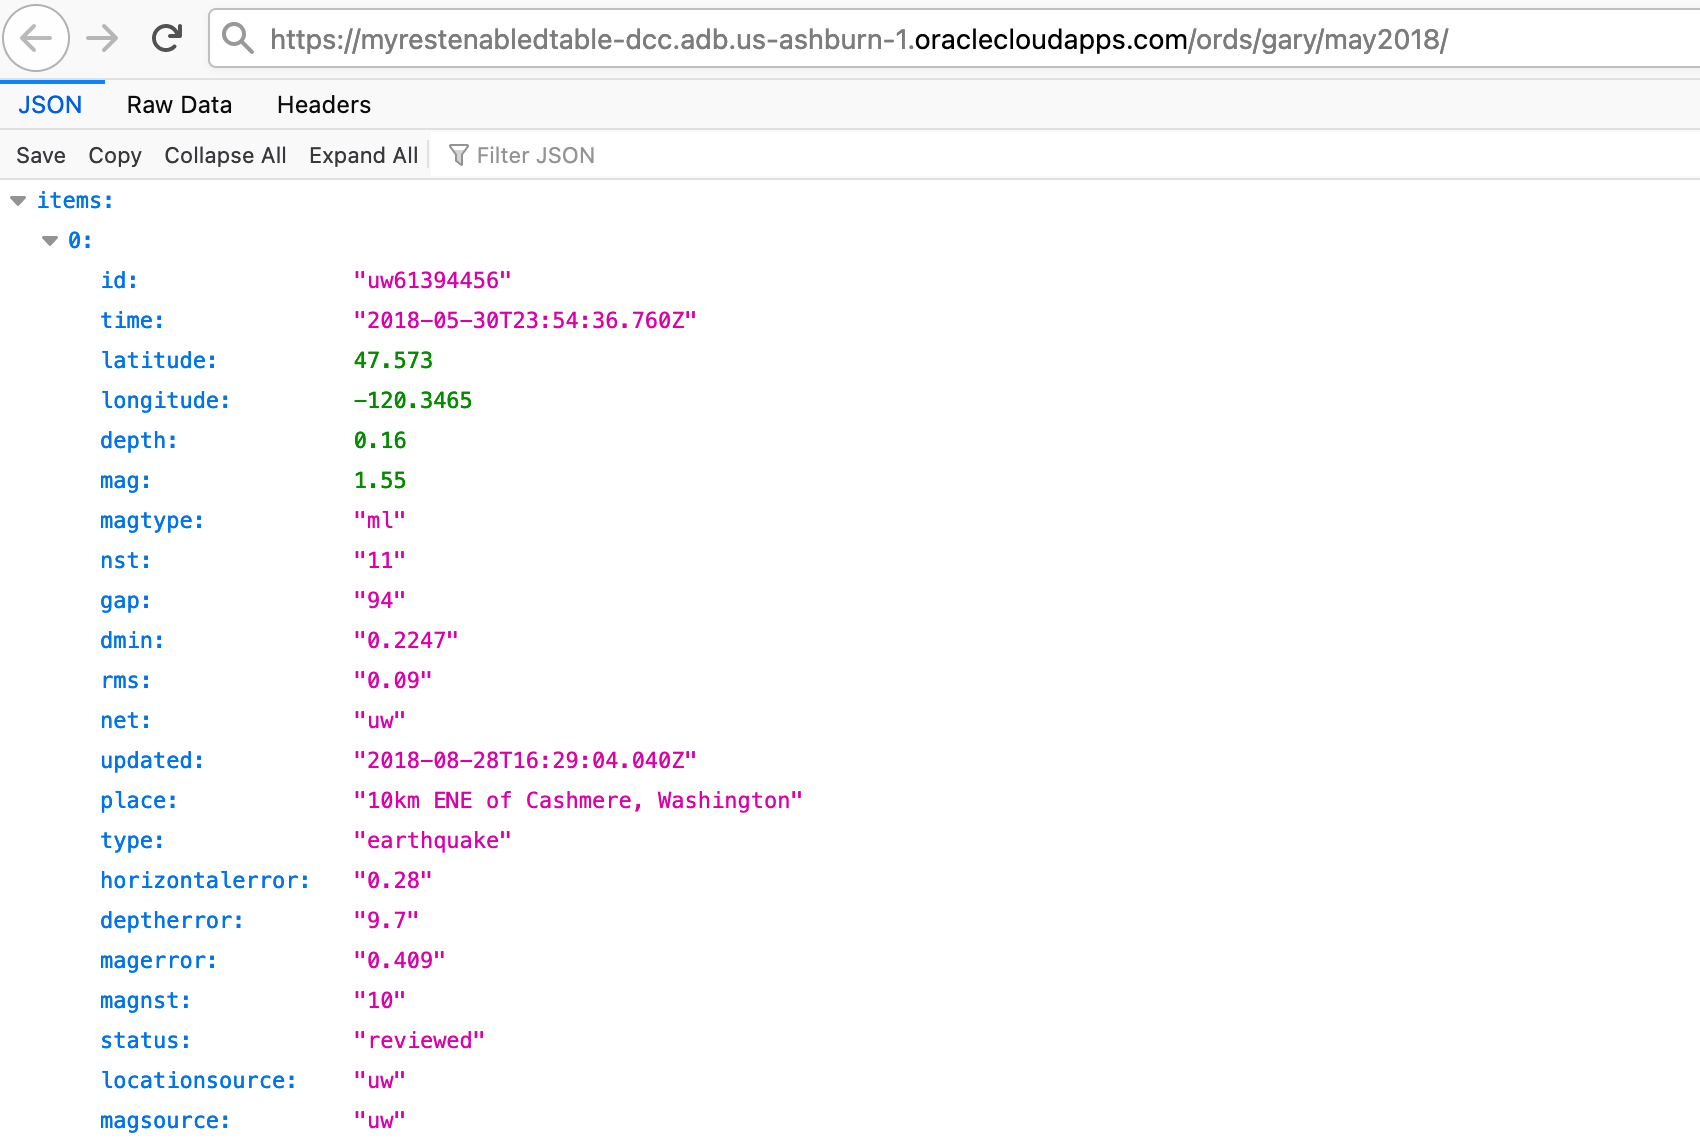 https://myrestenabledtable-dcc.adb.us-ashburn-1.oraclecloudapps.com/ords/gary/may2018/
JSON Raw Data Headers
Save Copy Collapse All Expand All Filter JSON
items:
0:
id: "uw61394456"
time: "2018-05-30T23:54:36.760Z"
latitude: 47.573
longitude: -120.3465
depth: 0.16
mag: 1.55
magtype: "ml"
nst: "11"
gap: "94"
dmin: "0.2247"
rms: "0.09"
net: "uw"
updated: "2018-08-28T16:29:04.040Z"
place: "10km ENE of Cashmere, Washington"
type: "earthquake"
horizontalerror: "0.28"
deptherror: "9.7"
magerror: "0.409"
magnst: "10"
status: "reviewed"
locationsource: "uw"
magsource: "uw"